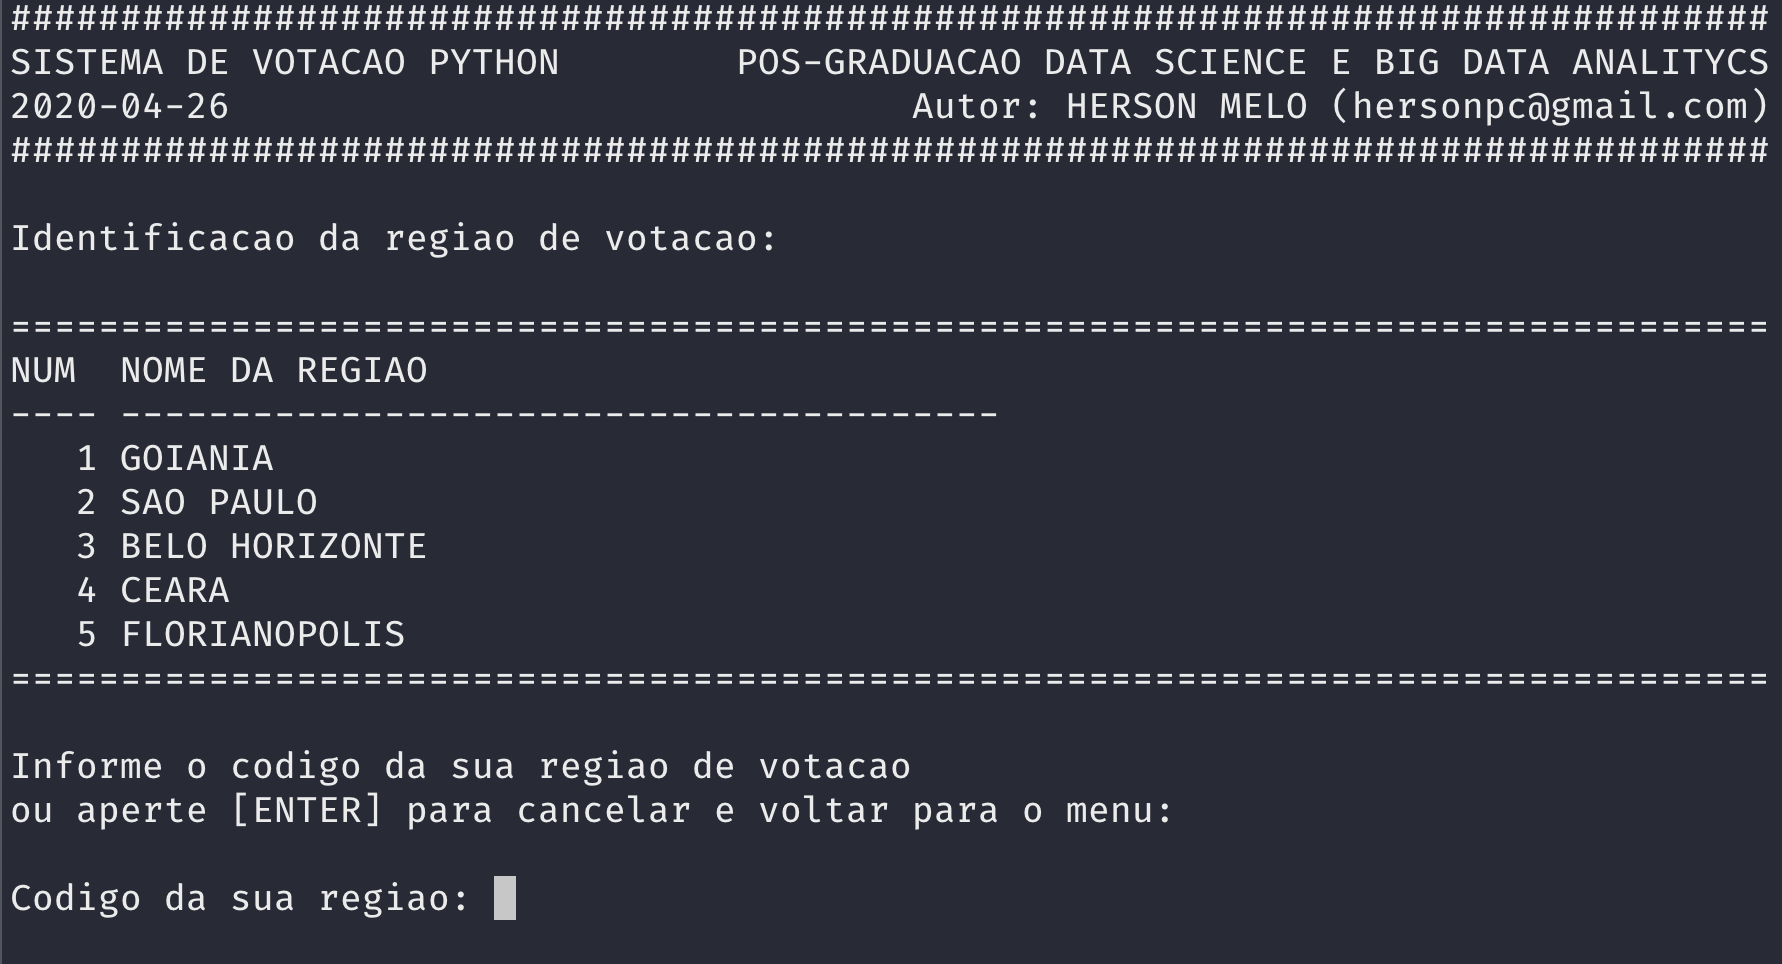 ################################################################################
SISTEMA DE VOTACAO PYTHON        POS-GRADUACAO DATA SCIENCE E BIG DATA ANALITYCS
2020-04-26                               Autor: HERSON MELO (hersonpc@gmail.com)
################################################################################
Identificacao da regiao de votacao:
================================================================================
NUM  NOME DA REGIAO
---- ----------------------------------------
   1 GOIANIA
   2 SAO PAULO
   3 BELO HORIZONTE
   4 CEARA
   5 FLORIANOPOLIS
================================================================================
Informe o codigo da sua regiao de votacao
ou aperte [ENTER] para cancelar e voltar para o menu:
Codigo da sua regiao: